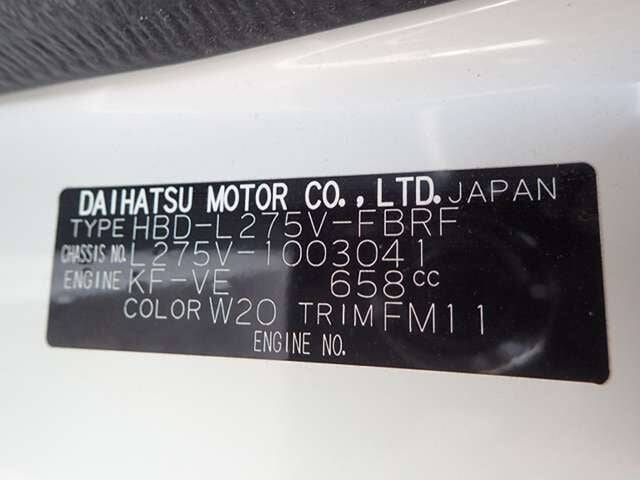 DAIHATSU MOTOR CO., LTD. JAPAN
TYPE HBD-L275V-FBRF
CHASSIS NO. L275V-1003041
ENGINE KF-VE 658cc
COLOR W20 TRIM FM11
ENGINE NO.